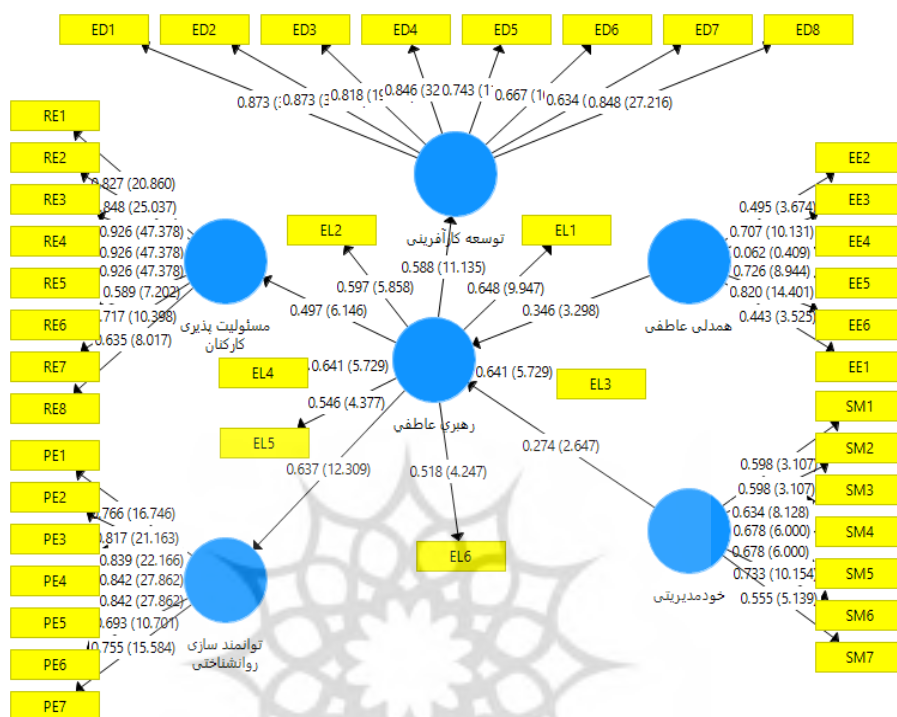 ED1 ED2 ED3 ED4 ED5 ED6 ED7 ED8
0.873 0.873 0.818 0.846 0.743 0.667 0.634 0.848 (27.216)
توسعه کارآفرینی
RE1
RE2
RE3
RE4
RE5
RE6
RE7
RE8
0.827 (20.860)
0.848 (25.037)
0.926 (47.378)
0.926 (47.378)
0.926 (47.378)
0.589 (7.202)
0.717 (10.398)
0.635 (8.017)
مسئولیت پذیری
کارکنان
EL2
EL1
0.597 (5.858)
0.588 (11.135)
0.648 (9.947)
0.497 (6.146)
0.346 (3.298)
EE2
EE3
EE4
EE5
EE6
EE1
0.495 (3.674)
0.707 (10.131)
0.062 (0.409)
0.726 (8.944)
0.820 (14.401)
0.443 (3.525)
همدلی عاطفی
EL4
0.641 (5.729)
0.641 (5.729)
EL3
EL5
0.546 (4.377)
رهبری عاطفی
0.637 (12.309)
0.518 (4.247)
0.274 (2.647)
EL6
PE1
PE2
PE3
PE4
PE5
PE6
PE7
0.766 (16.746)
0.817 (21.163)
0.839 (22.166)
0.842 (27.862)
0.842 (27.862)
0.693 (10.701)
0.755 (15.584)
توانمند سازی
روانشناختی
SM1
SM2
SM3
SM4
SM5
SM6
SM7
0.598 (3.107)
0.598 (3.107)
0.634 (8.128)
0.678 (6.000)
0.678 (6.000)
0.733 (10.154)
0.555 (5.139)
خودمدیریتی